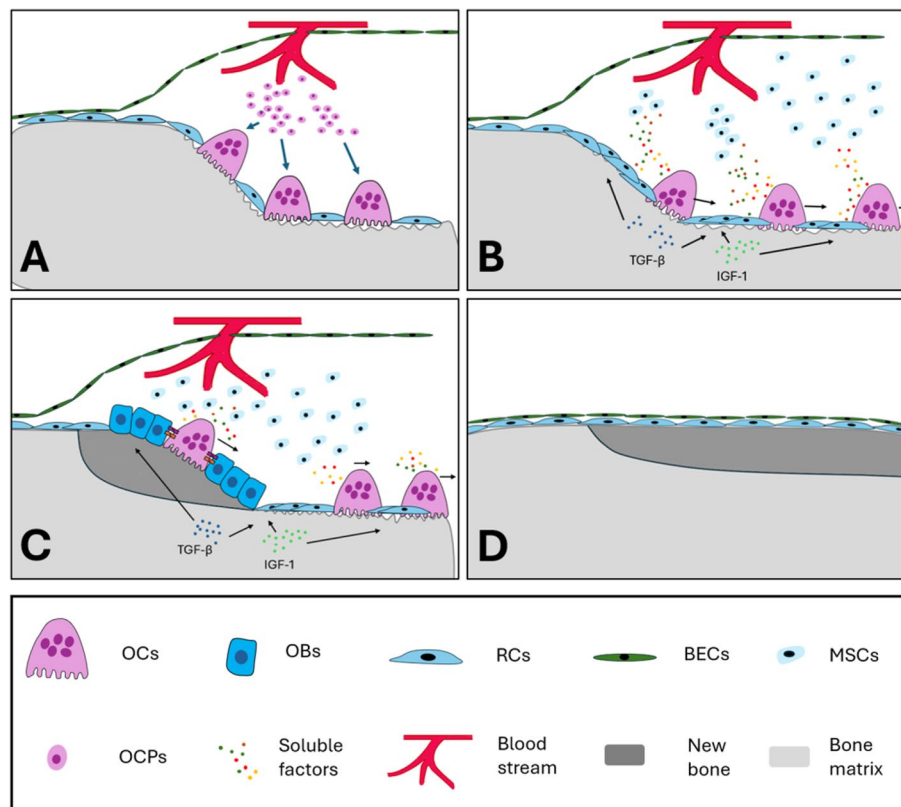 A
B
TGF-β
IGF-1
C
TGF-β
IGF-1
D
OCs
OBs
RCs
BECs
MSCs
OCPs
Soluble
factors
Blood
stream
New
bone
Bone
matrix